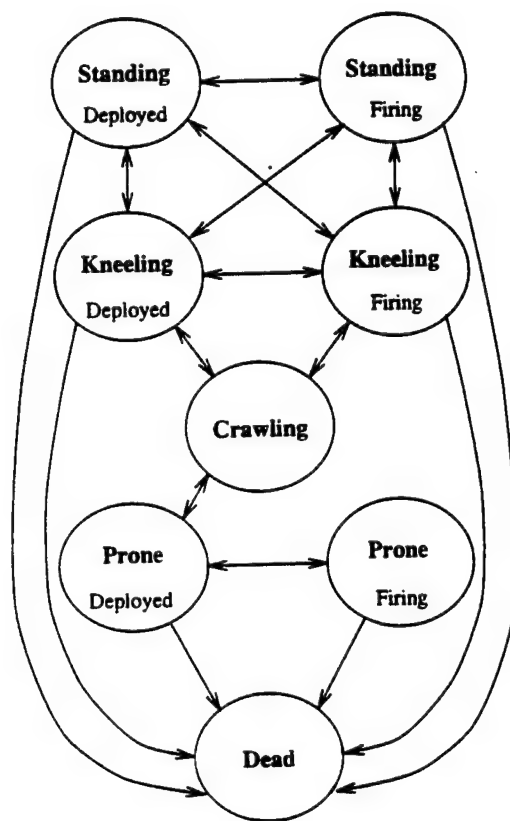 Standing
Deployed
Standing
Firing
Kneeling
Deployed
Kneeling
Firing
Crawling
Prone
Deployed
Prone
Firing
Dead